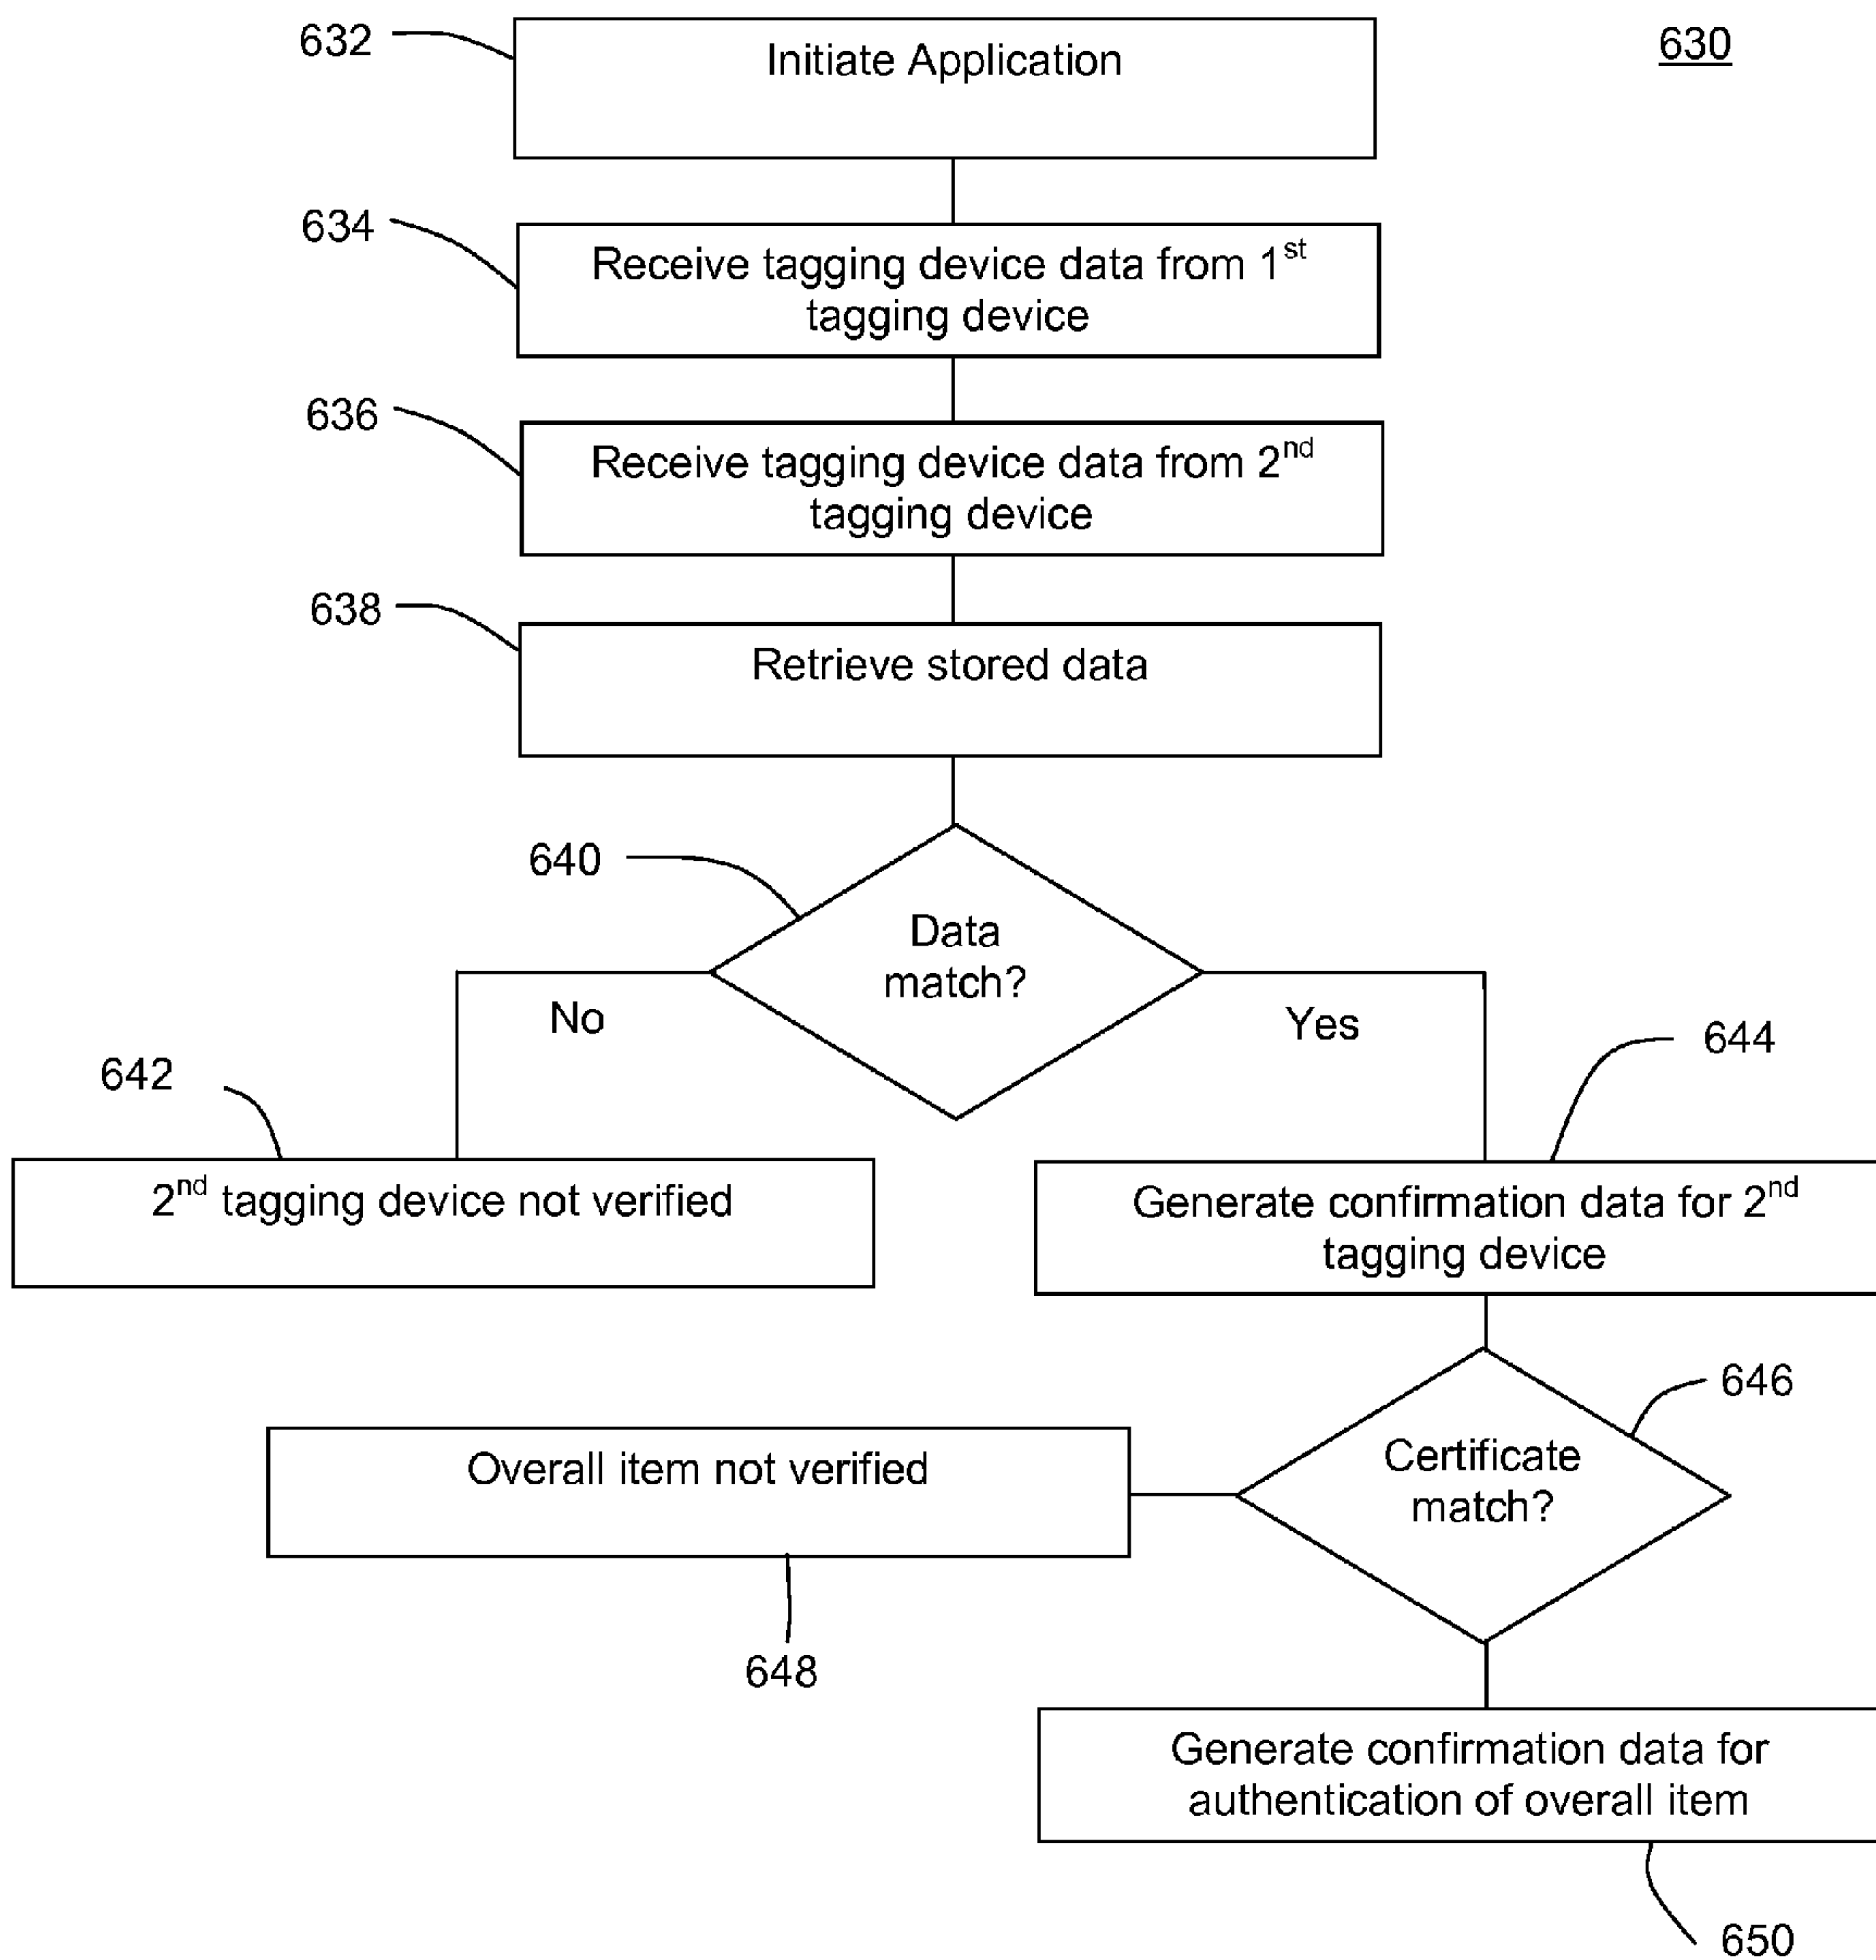 630
632
Initiate Application
634
Receive tagging device data from 1st
tagging device
636
Receive tagging device data from 2nd
tagging device
638
Retrieve stored data
640
Data
match?
No
Yes
642
644
2nd tagging device not verified
Generate confirmation data for 2nd
tagging device
646
Certificate
match?
Overall item not verified
648
Generate confirmation data for
authentication of overall item
650